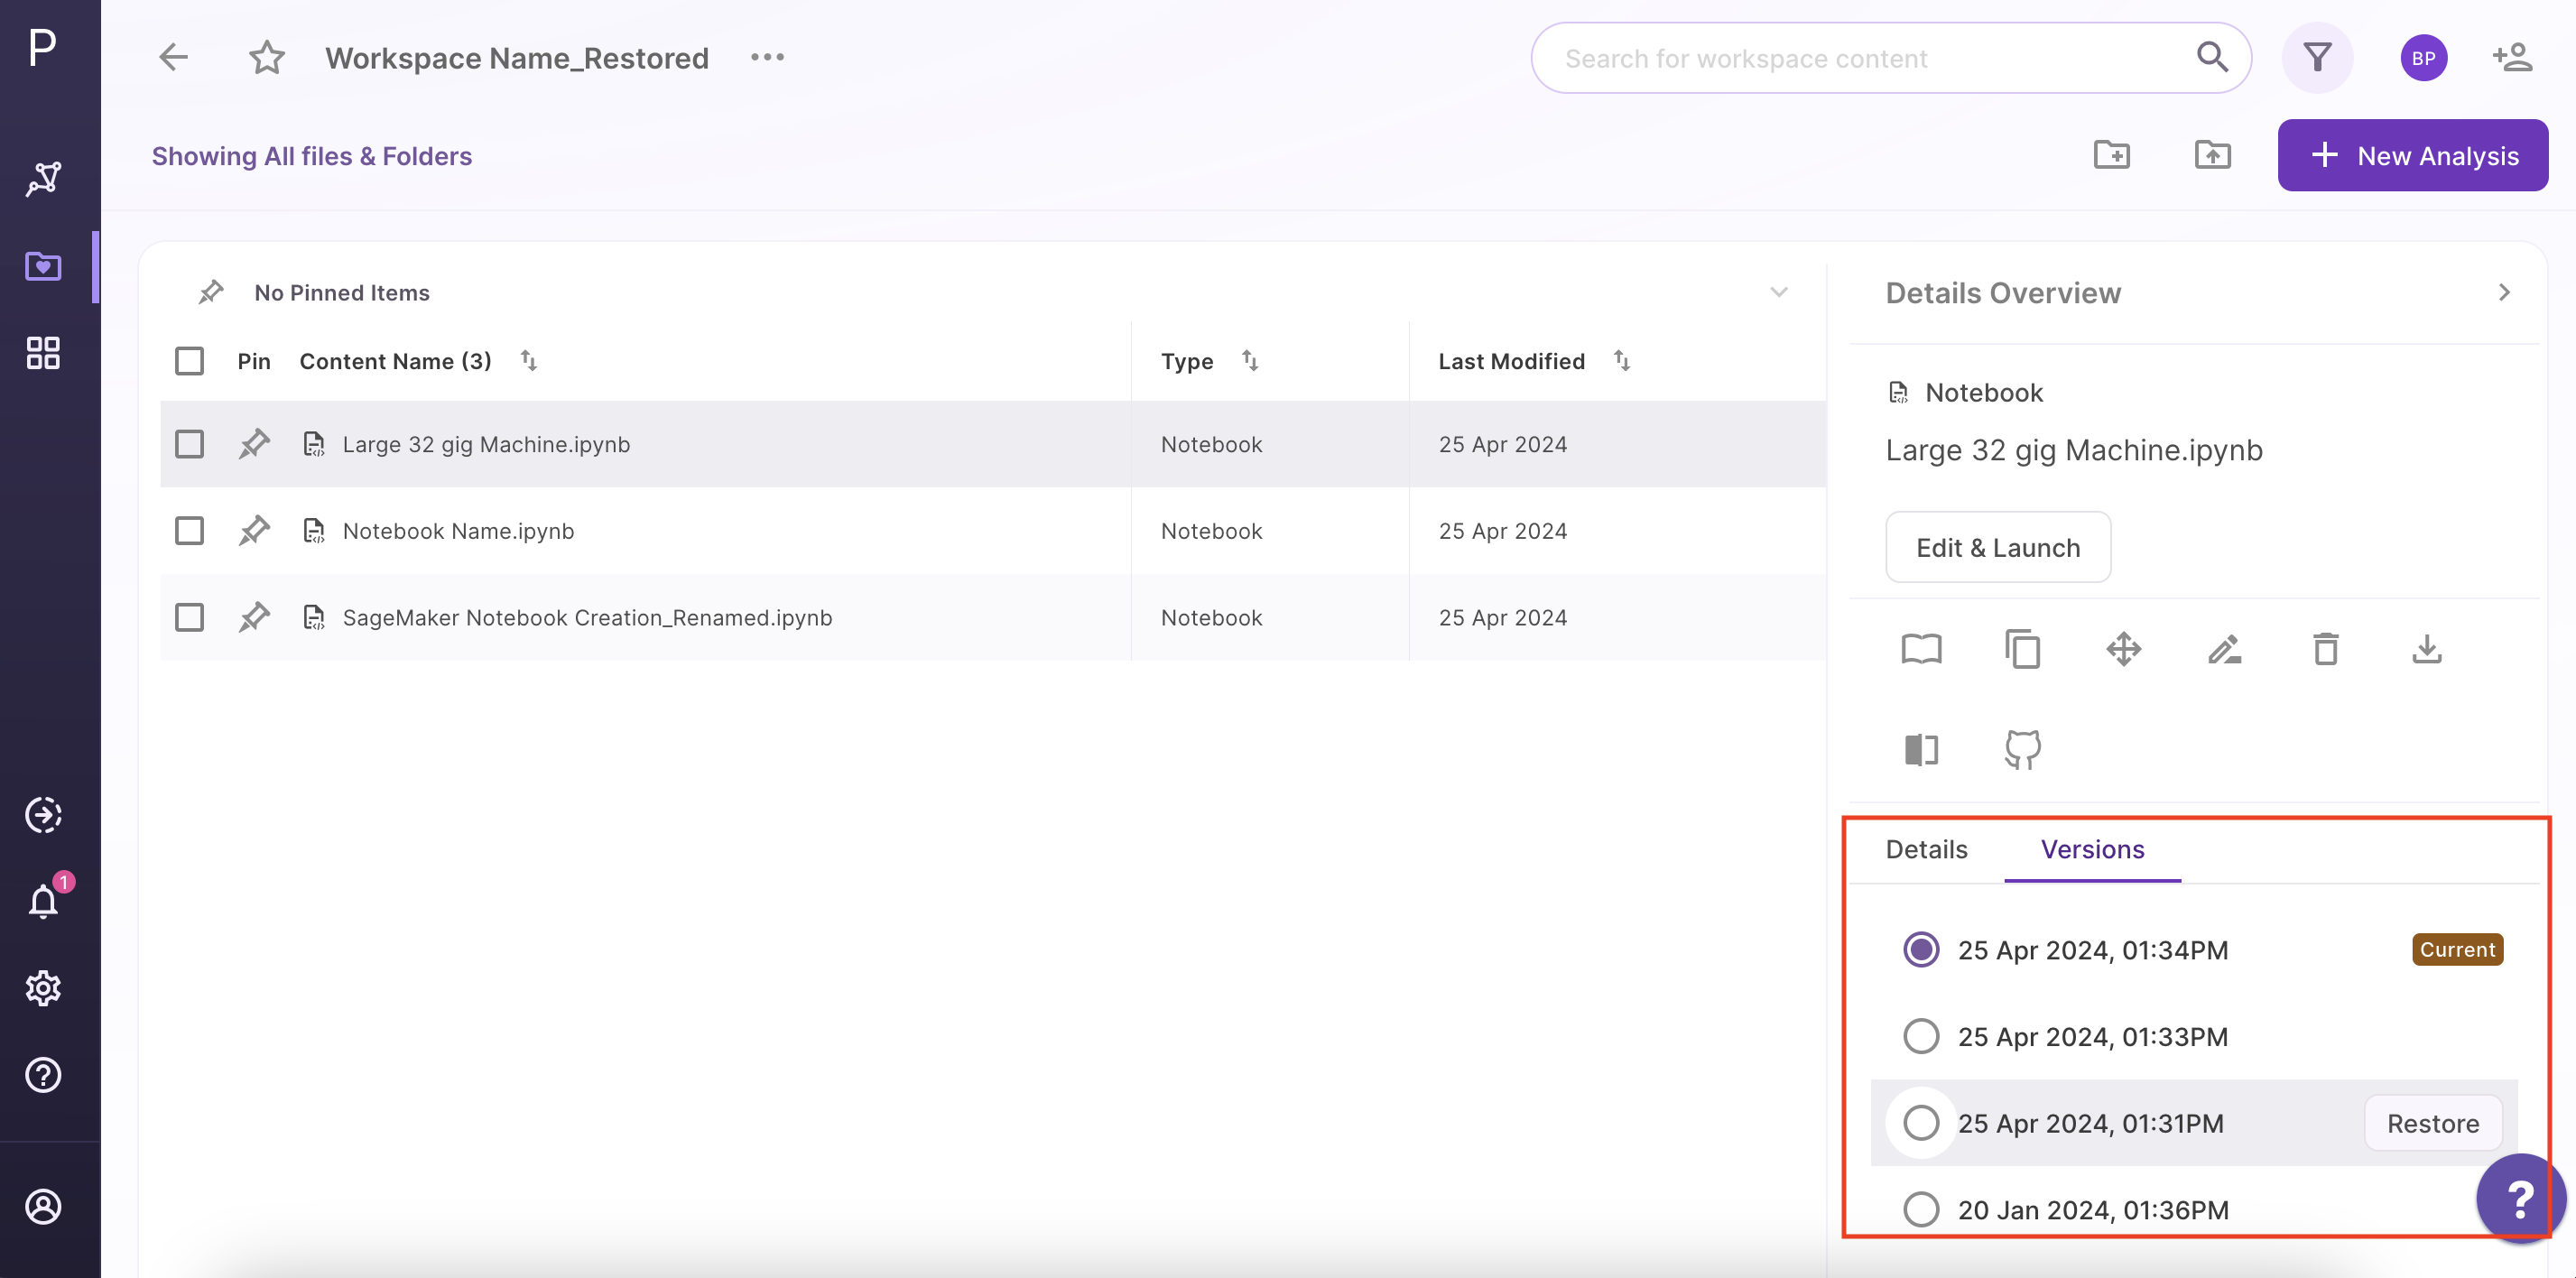 P
Workspace Name_Restored
Search for workspace content
BP
Showing All files & Folders
New Analysis
No Pinned Items
Pin Content Name (3) Type Last Modified
Large 32 gig Machine.ipynb Notebook 25 Apr 2024
Notebook Name.ipynb Notebook 25 Apr 2024
SageMaker Notebook Creation_Renamed.ipynb Notebook 25 Apr 2024
Details Overview
Notebook
Large 32 gig Machine.ipynb
Edit & Launch
Details Versions
25 Apr 2024, 01:34PM Current
25 Apr 2024, 01:33PM
25 Apr 2024, 01:31PM Restore
20 Jan 2024, 01:36PM
1
?
?